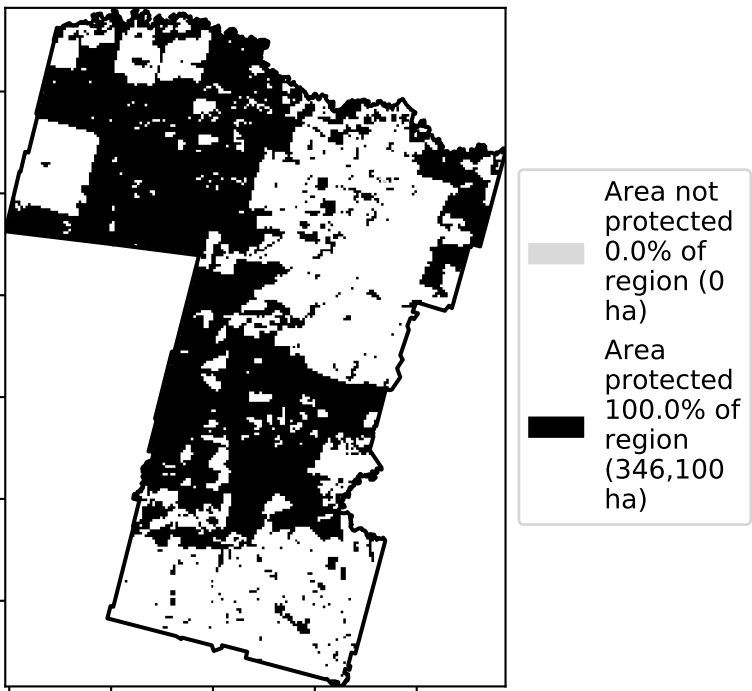 Area not
protected
0.0% of
region (0
ha)
Area
protected
100.0% of
region
(346,100
ha)